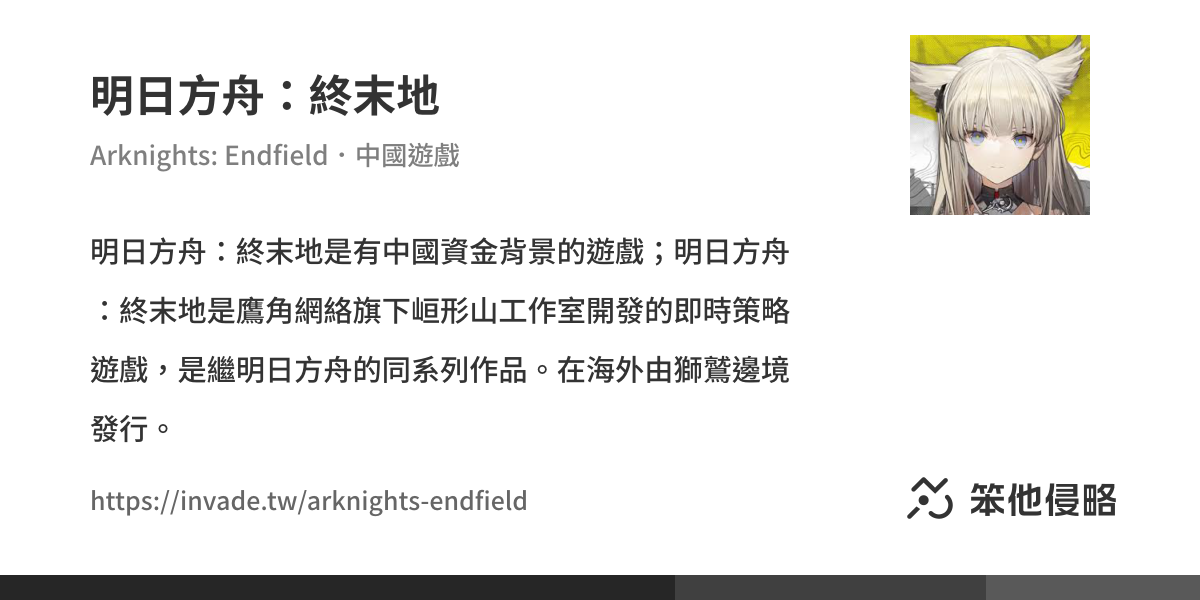 明日方舟：終末地
Arknights: Endfield・中國遊戲
明日方舟：終末地是有中國資金背景的遊戲；明日方舟
：終末地是鷹角網絡旗下峘形山工作室開發的即時策略
遊戲，是繼明日方舟的同系列作品。在海外由獅鷲邊境
發行。
https://invade.tw/arknights-endfield
笨他侵略